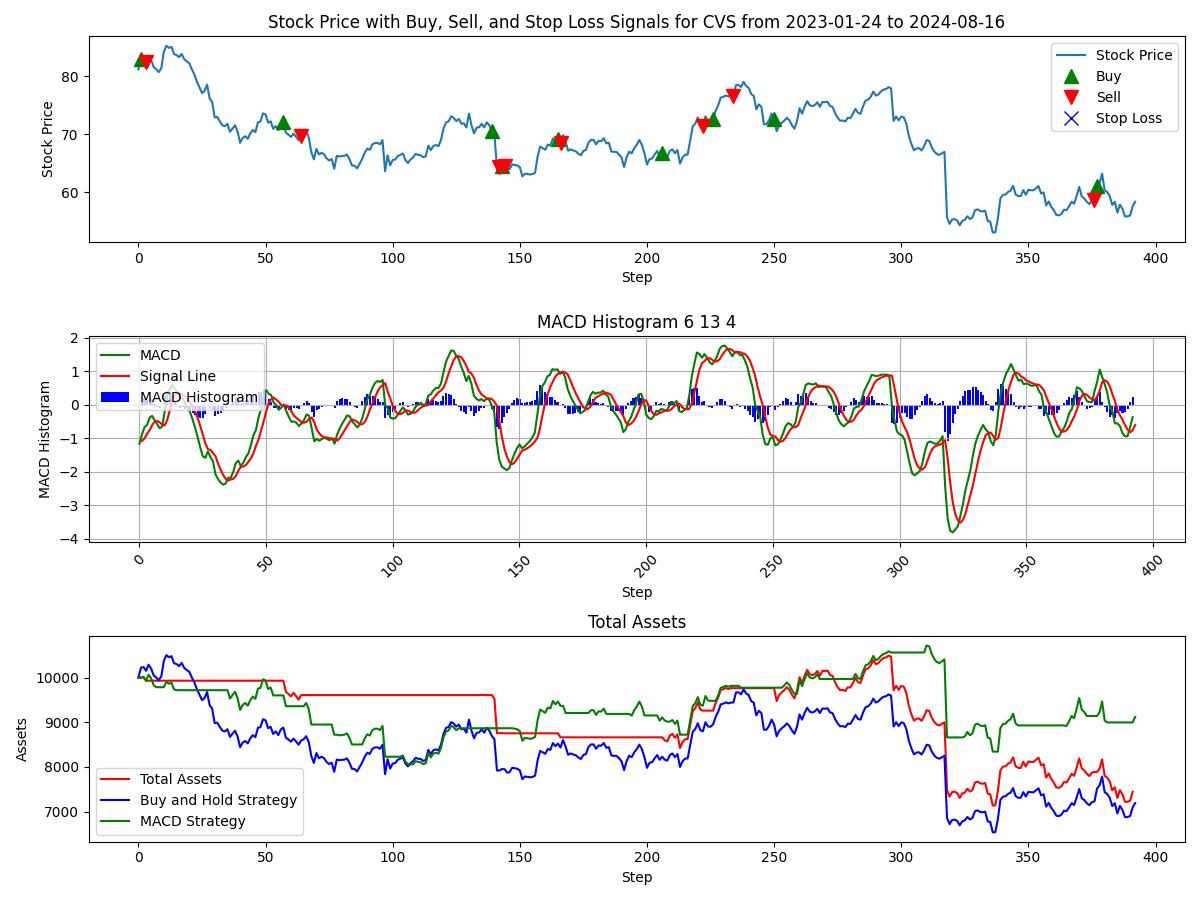 Stock Price with Buy, Sell, and Stop Loss Signals for CVS from 2023-01-24 to 2024-08-16
Stock Price
80
70
60
Stock Price
Buy
Sell
Stop Loss
0 50 100 150 200 250 300 350 400
Step
MACD Histogram 6 13 4
MACD Histogram
2
1
0
−1
−2
−3
−4
MACD
Signal Line
MACD Histogram
0 50 100 150 200 250 300 350 400
Step
Total Assets
Assets
10000
9000
8000
7000
Total Assets
Buy and Hold Strategy
MACD Strategy
0 50 100 150 200 250 300 350 400
Step